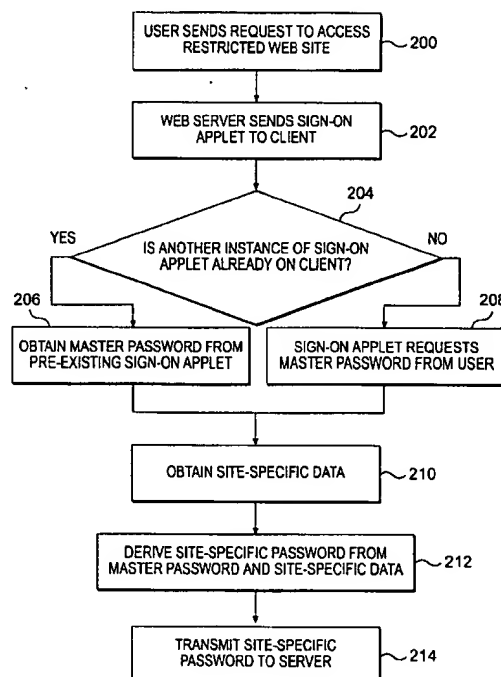 USER SENDS REQUEST TO ACCESS
RESTRICTED WEB SITE
200
WEB SERVER SENDS SIGN-ON
APPLET TO CLIENT
202
204
YES
IS ANOTHER INSTANCE OF SIGN-ON
APPLET ALREADY ON CLIENT?
NO
206
OBTAIN MASTER PASSWORD FROM
PRE-EXISTING SIGN-ON APPLET
208
SIGN-ON APPLET REQUESTS
MASTER PASSWORD FROM USER
OBTAIN SITE-SPECIFIC DATA
210
DERIVE SITE-SPECIFIC PASSWORD FROM
MASTER PASSWORD AND SITE-SPECIFIC DATA
212
TRANSMIT SITE-SPECIFIC
PASSWORD TO SERVER
214